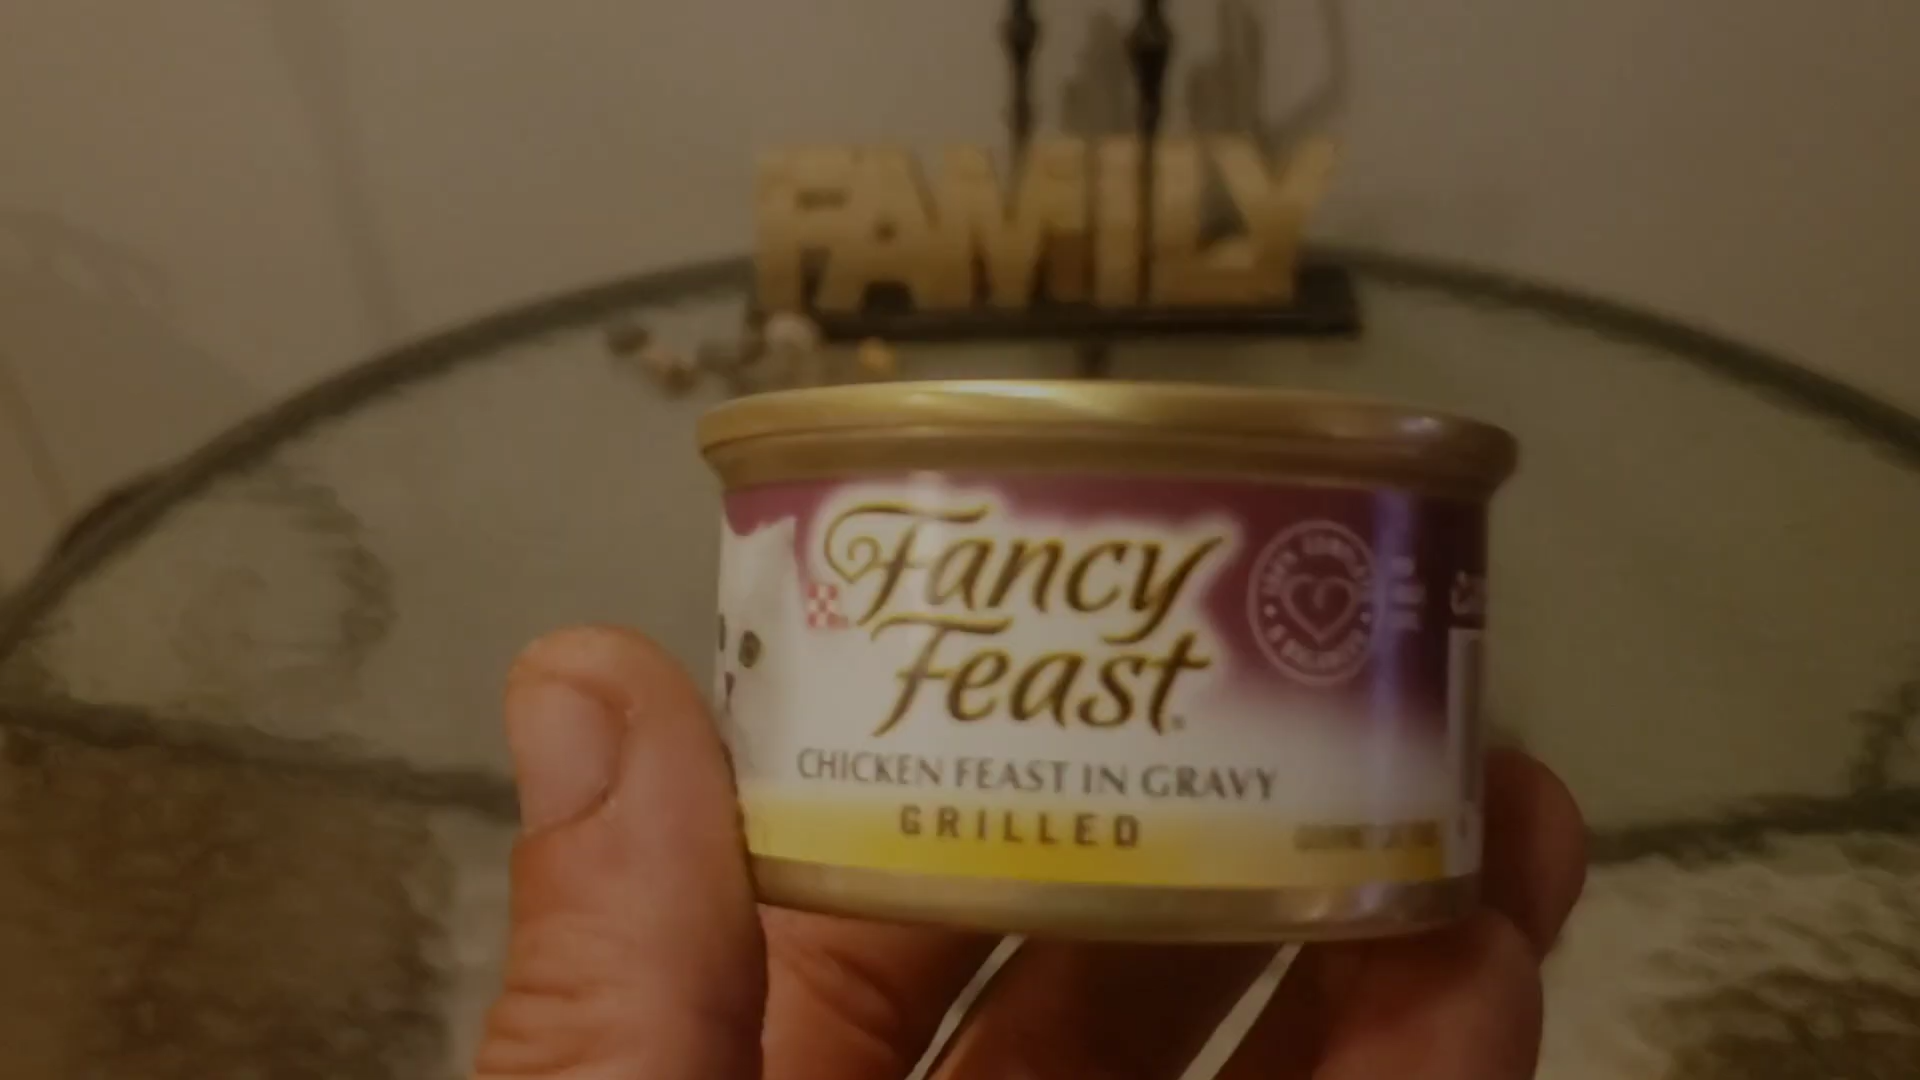 FAMILY
Fancy
Feast
CHICKEN FEAST IN GRAVY
GRILLED